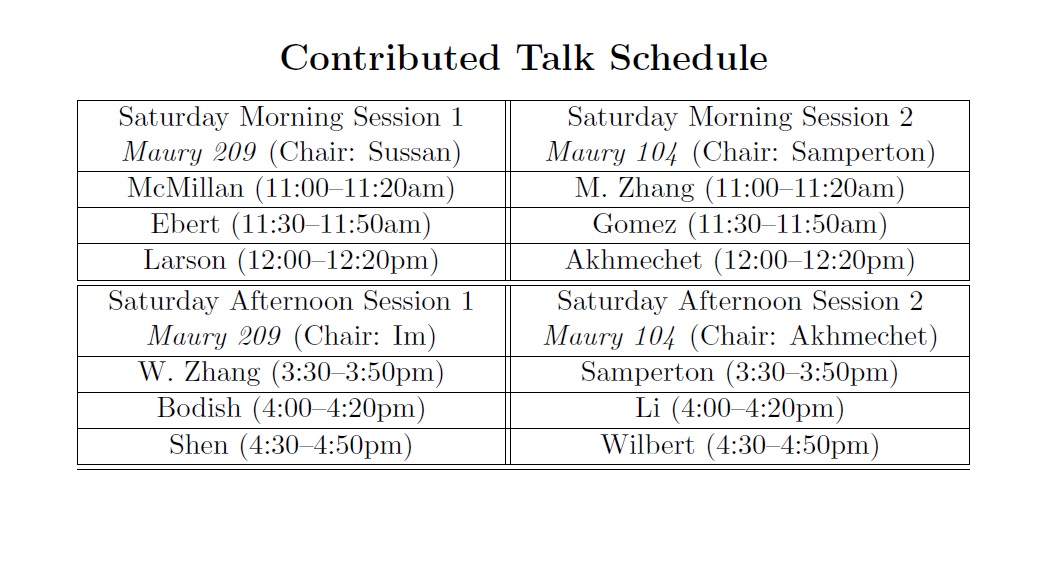 Contributed Talk Schedule
Saturday Morning Session 1
Maury 209 (Chair: Sussan)
Saturday Morning Session 2
Maury 104 (Chair: Samperton)
McMillan (11:00–11:20am)
M. Zhang (11:00–11:20am)
Ebert (11:30–11:50am)
Gomez (11:30–11:50am)
Larson (12:00–12:20pm)
Akhmechet (12:00–12:20pm)
Saturday Afternoon Session 1
Maury 209 (Chair: Im)
Saturday Afternoon Session 2
Maury 104 (Chair: Akhmechet)
W. Zhang (3:30–3:50pm)
Samperton (3:30–3:50pm)
Bodish (4:00–4:20pm)
Li (4:00–4:20pm)
Shen (4:30–4:50pm)
Wilbert (4:30–4:50pm)